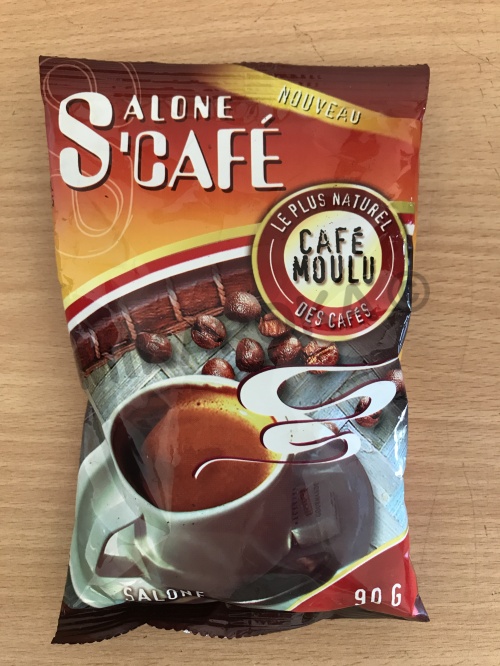 NOUVEAU
SALONE
S'CAFÉ
LE PLUS NATUREL
CAFÉ
MOULU
DES CAFÉS
SALONE
90 G